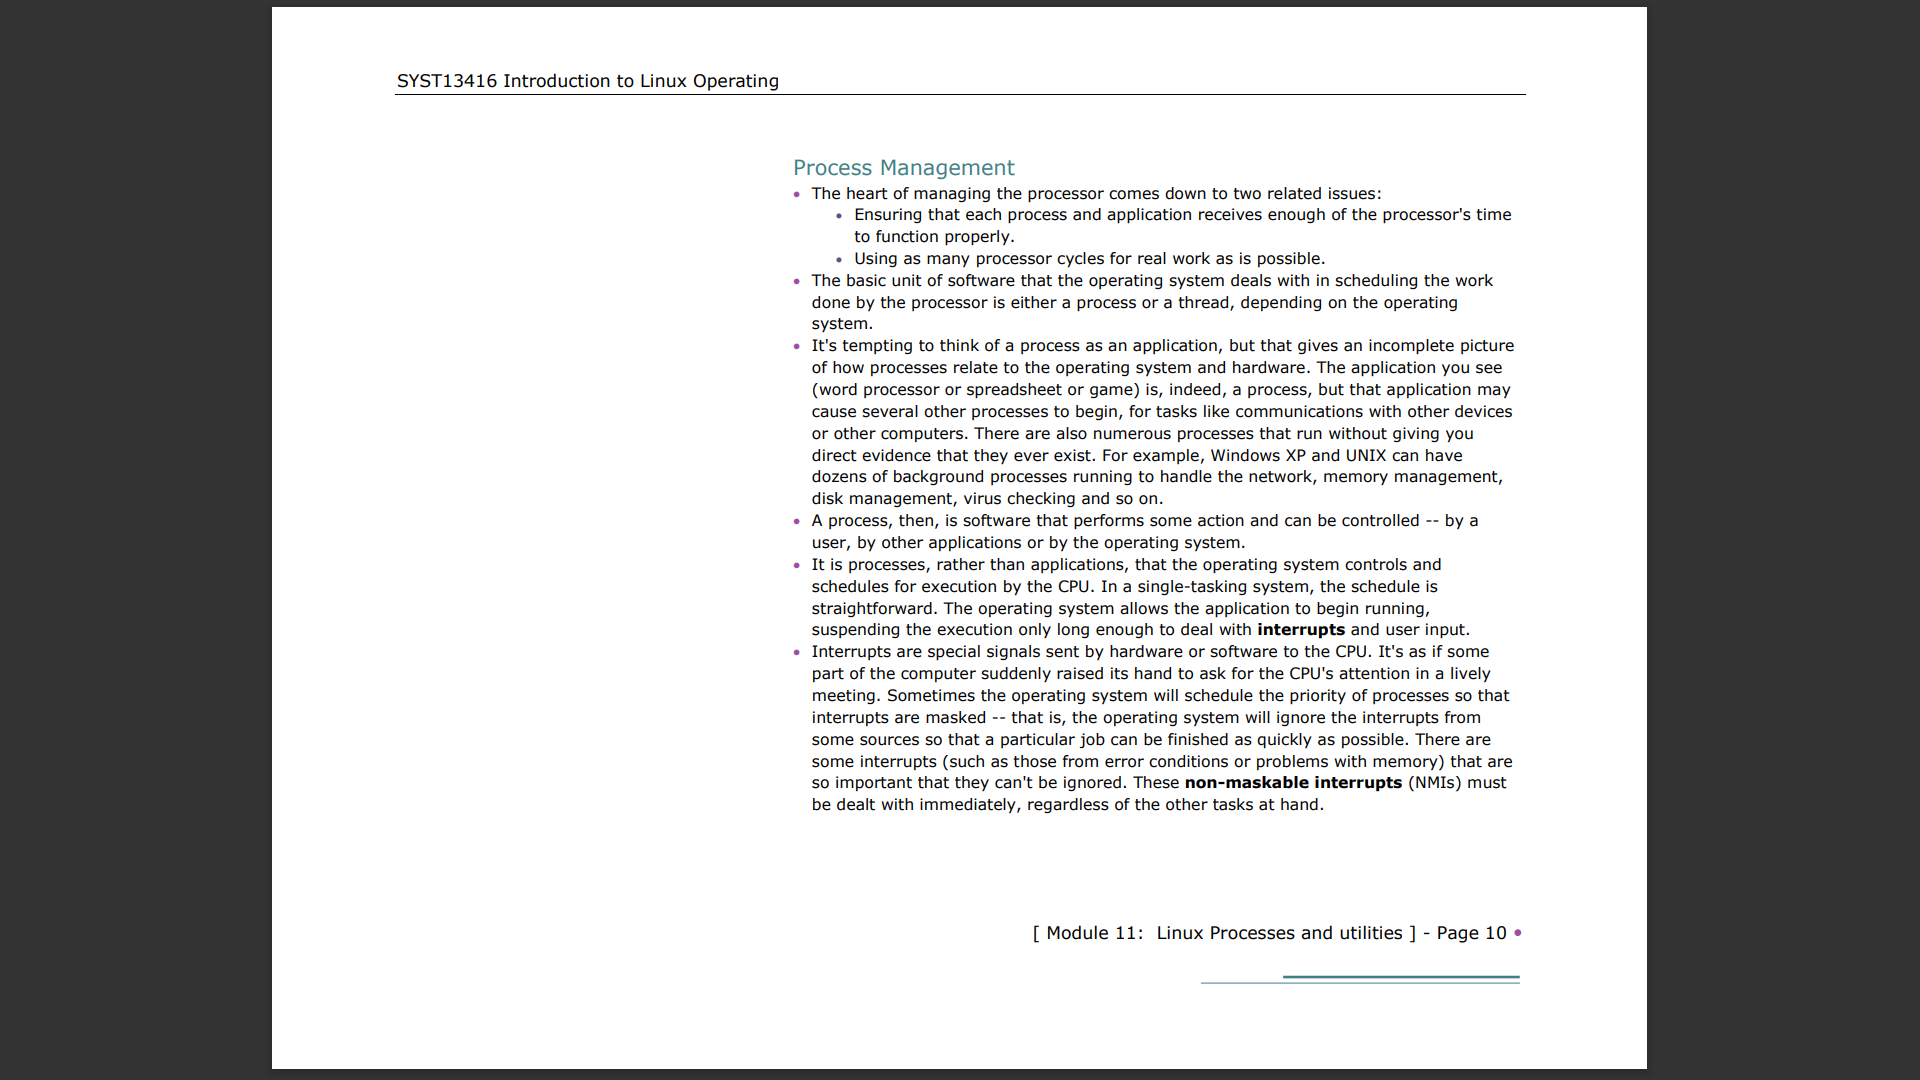 SYST13416 Introduction to Linux Operating
Process Management
• The heart of managing the processor comes down to two related issues:
• Ensuring that each process and application receives enough of the processor's time
to function properly.
• Using as many processor cycles for real work as is possible.
• The basic unit of software that the operating system deals with in scheduling the work
done by the processor is either a process or a thread, depending on the operating
system.
• It's tempting to think of a process as an application, but that gives an incomplete picture
of how processes relate to the operating system and hardware. The application you see
(word processor or spreadsheet or game) is, indeed, a process, but that application may
cause several other processes to begin, for tasks like communications with other devices
or other computers. There are also numerous processes that run without giving you
direct evidence that they ever exist. For example, Windows XP and UNIX can have
dozens of background processes running to handle the network, memory management,
disk management, virus checking and so on.
• A process, then, is software that performs some action and can be controlled -- by a
user, by other applications or by the operating system.
• It is processes, rather than applications, that the operating system controls and
schedules for execution by the CPU. In a single-tasking system, the schedule is
straightforward. The operating system allows the application to begin running,
suspending the execution only long enough to deal with interrupts and user input.
• Interrupts are special signals sent by hardware or software to the CPU. It's as if some
part of the computer suddenly raised its hand to ask for the CPU's attention in a lively
meeting. Sometimes the operating system will schedule the priority of processes so that
interrupts are masked -- that is, the operating system will ignore the interrupts from
some sources so that a particular job can be finished as quickly as possible. There are
some interrupts (such as those from error conditions or problems with memory) that are
so important that they can't be ignored. These non-maskable interrupts (NMIs) must
be dealt with immediately, regardless of the other tasks at hand.
[ Module 11:  Linux Processes and utilities ] - Page 10 •